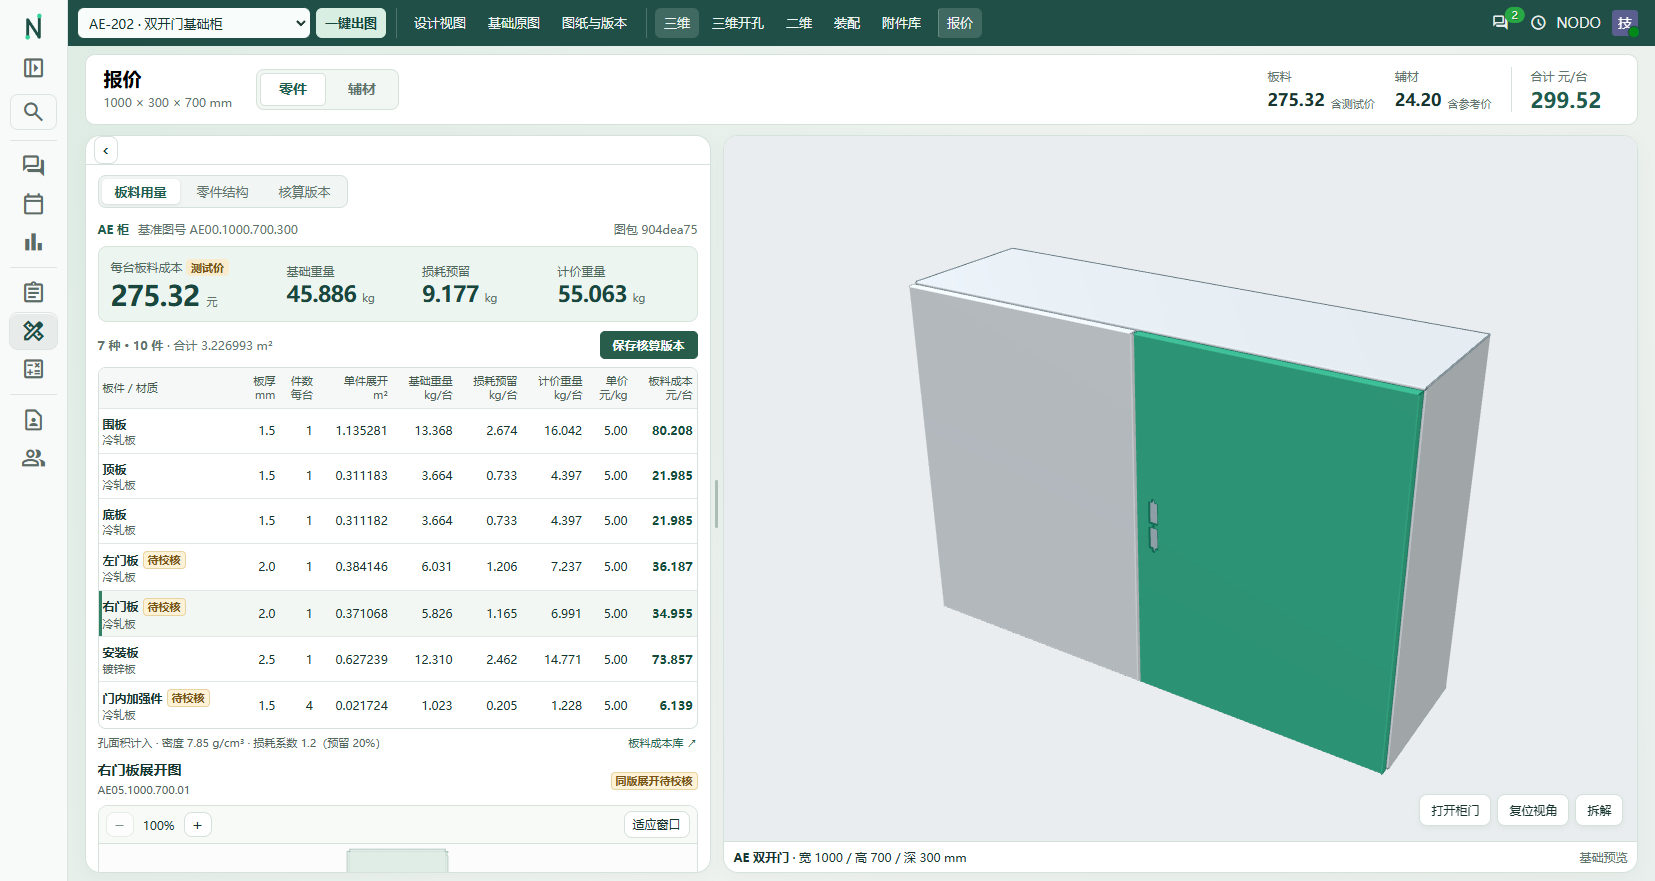 AE-202 · 双开门基础柜
一键出图
设计视图
基础原图
图纸与版本
三维
三维开孔
二维
装配
附件库
报价
2
NODO
技
报价
1000 × 300 × 700 mm
零件
辅材
板料
275.32 含测试价
辅材
24.20 含参考价
合计 元/台
299.52
板料用量
零件结构
核算版本
AE 柜 基准图号 AE00.1000.700.300
图包 904dea75
每台板料成本 测试价
275.32 元
基础重量
45.886 kg
损耗预留
9.177 kg
计价重量
55.063 kg
7 种 • 10 件 · 合计 3.226993 m²
保存核算版本
板件 / 材质 板厚 mm 件数 每台 单件展开 m² 基础重量 kg/台 损耗预留 kg/台 计价重量 kg/台 单价 元/kg 板料成本 元/台
围板
冷轧板
1.5 1 1.135281 13.368 2.674 16.042 5.00 80.208
顶板
冷轧板
1.5 1 0.311183 3.664 0.733 4.397 5.00 21.985
底板
冷轧板
1.5 1 0.311182 3.664 0.733 4.397 5.00 21.985
左门板 待校核
冷轧板
2.0 1 0.384146 6.031 1.206 7.237 5.00 36.187
右门板 待校核
冷轧板
2.0 1 0.371068 5.826 1.165 6.991 5.00 34.955
安装板
镀锌板
2.5 1 0.627239 12.310 2.462 14.771 5.00 73.857
门内加强件 待校核
冷轧板
1.5 4 0.021724 1.023 0.205 1.228 5.00 6.139
孔面积计入 · 密度 7.85 g/cm³ · 损耗系数 1.2（预留 20%）
板料成本库 ↗
右门板展开图
AE05.1000.700.01
同版展开待校核
− 100% +
适应窗口
打开柜门
复位视角
拆解
AE 双开门 · 宽 1000 / 高 700 / 深 300 mm
基础预览